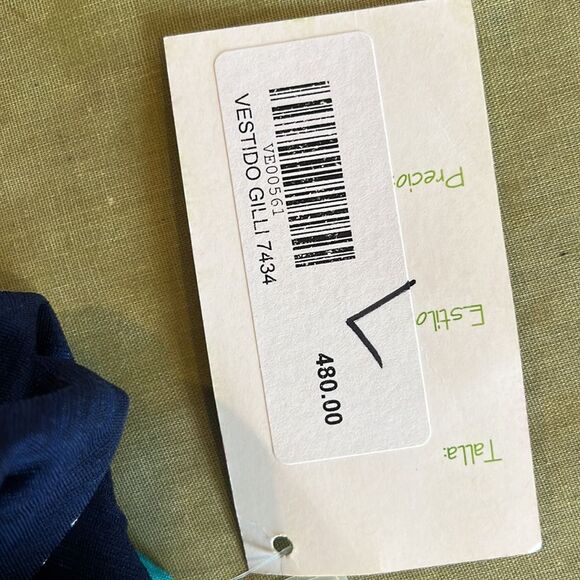 VE00561
VESTIDO GILLI 7434
480.00
L
Talla:
Estilo
Precio: